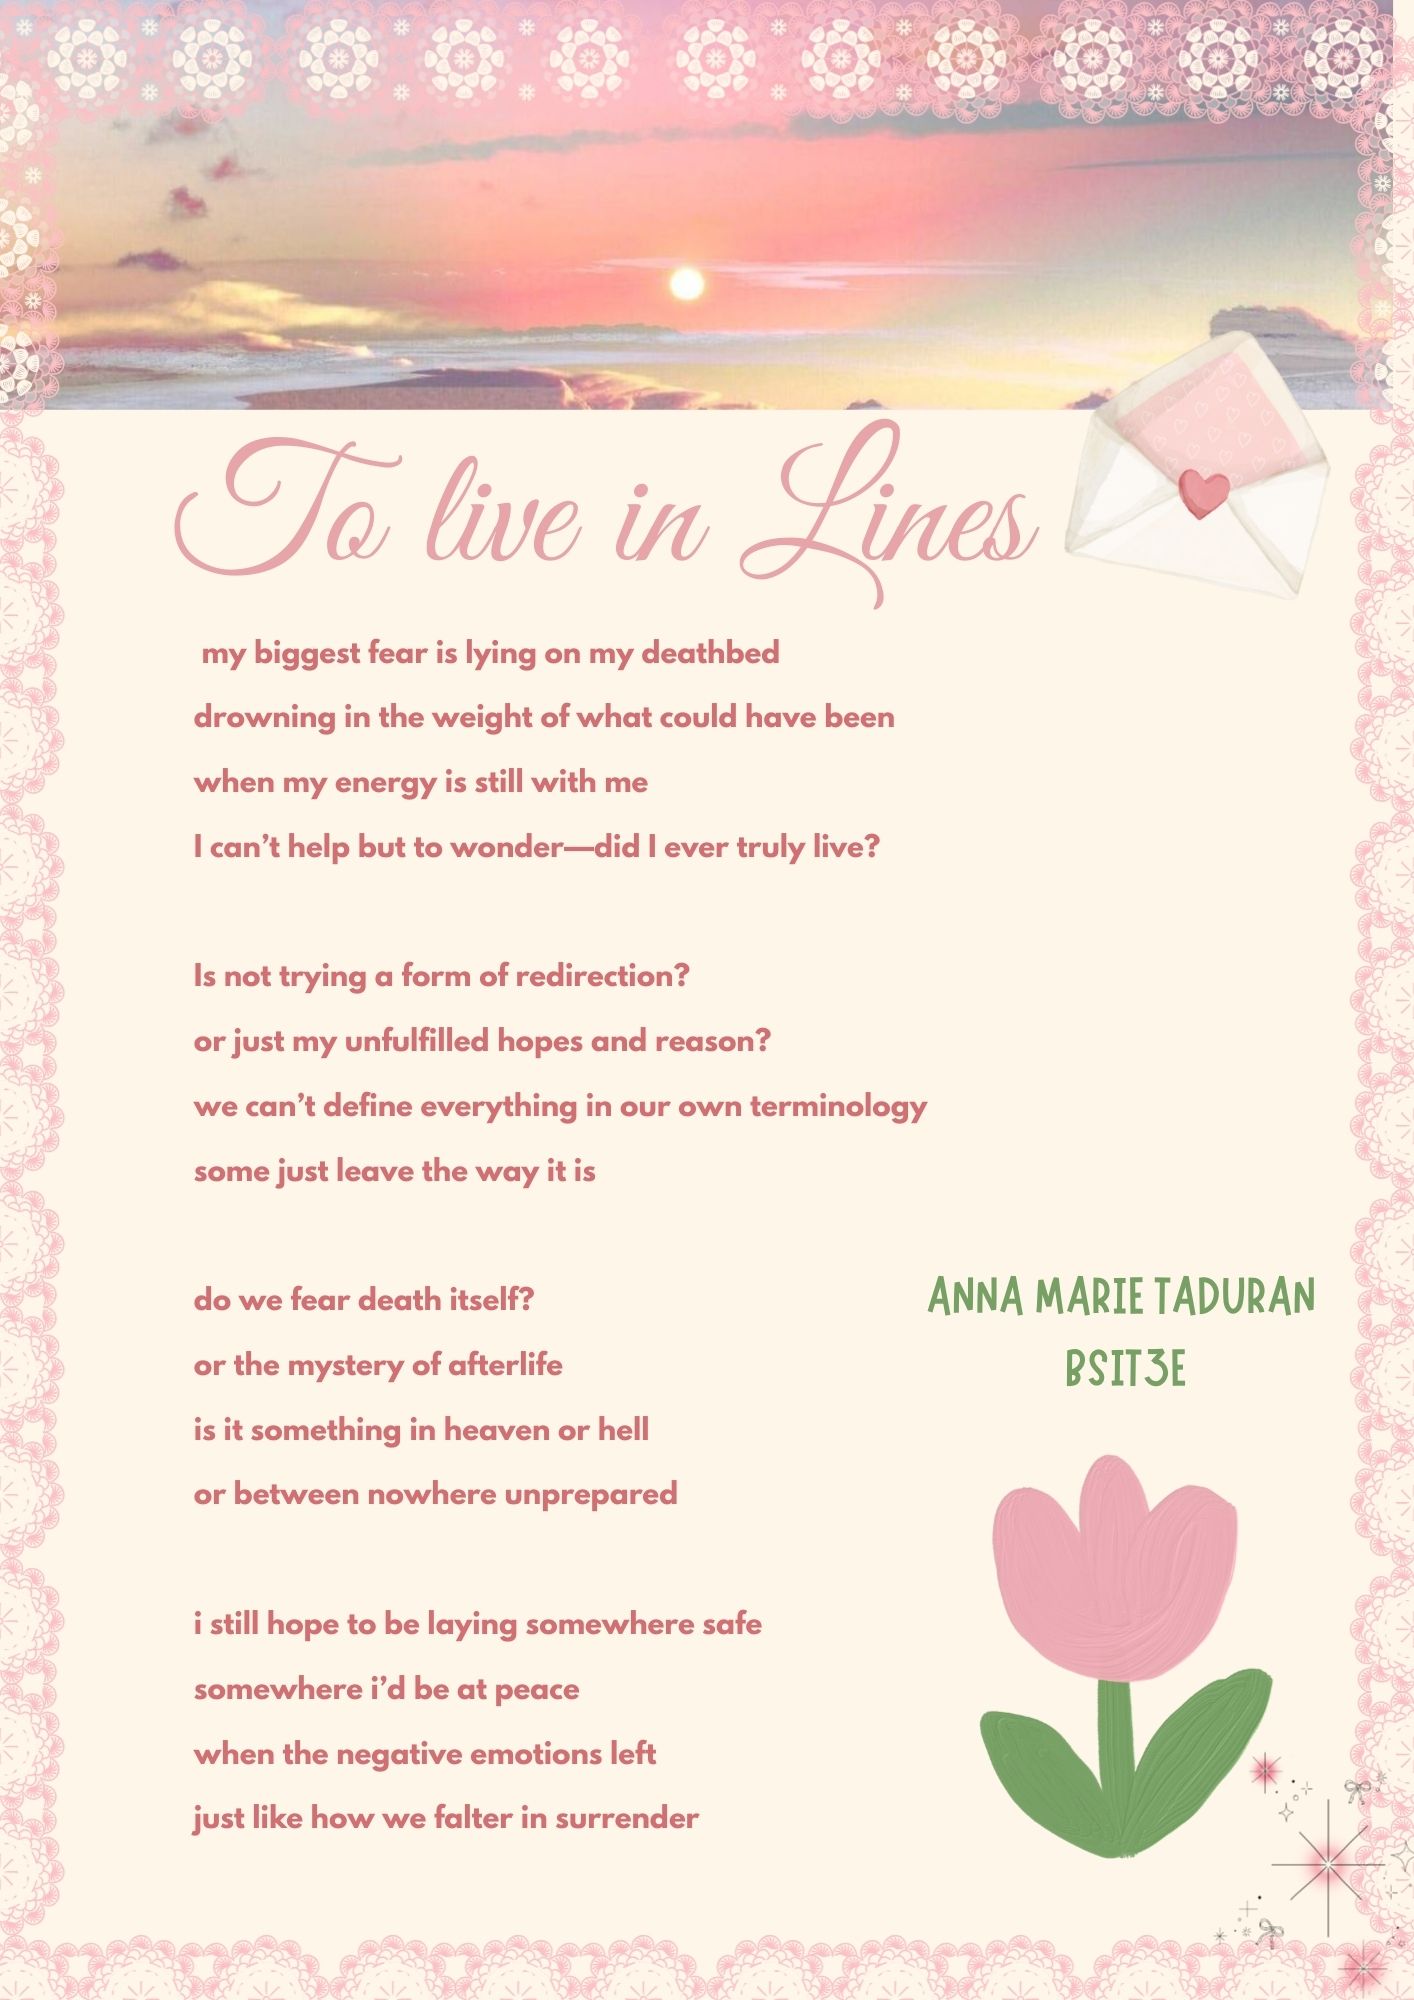 To live in Lines
my biggest fear is lying on my deathbed
drowning in the weight of what could have been
when my energy is still with me
I can’t help but to wonder—did I ever truly live?
Is not trying a form of redirection?
or just my unfulfilled hopes and reason?
we can’t define everything in our own terminology
some just leave the way it is
do we fear death itself?
or the mystery of afterlife
is it something in heaven or hell
or between nowhere unprepared
i still hope to be laying somewhere safe
somewhere i’d be at peace
when the negative emotions left
just like how we falter in surrender
ANNA MARIE TADURAN
BSIT3E